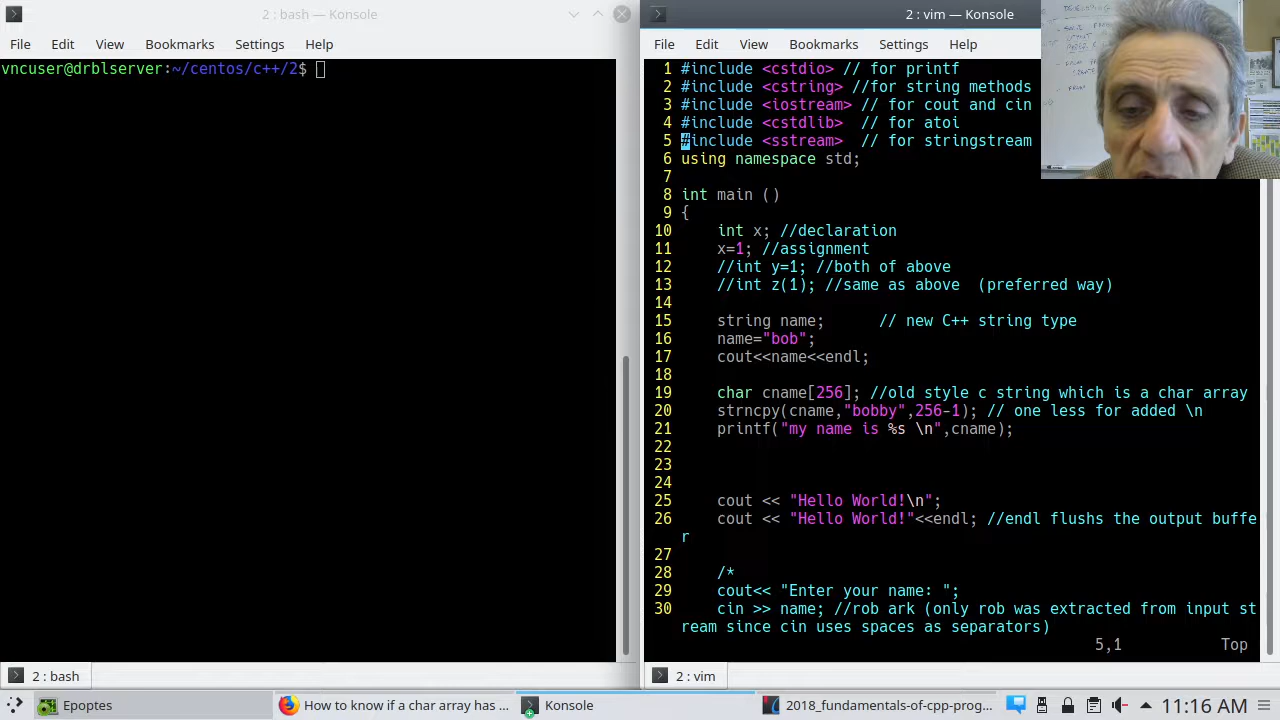 2 : bash — Konsole
File Edit View Bookmarks Settings Help
vncuser@drblserver:~/centos/c++/2$
2 : bash
2 : vim — Konsole
File Edit View Bookmarks Settings Help
1 #include <cstdio> // for printf
2 #include <cstring> //for string methods
3 #include <iostream> // for cout and cin
4 #include <cstdlib>  // for atoi
5 #include <sstream>  // for stringstream
6 using namespace std;
7
8 int main ()
9 {
10     int x; //declaration
11     x=1; //assignment
12     //int y=1; //both of above
13     //int z(1); //same as above  (preferred way)
14
15     string name;      // new C++ string type
16     name="bob";
17     cout<<name<<endl;
18
19     char cname[256]; //old style c string which is a char array
20     strncpy(cname,"bobby",256-1); // one less for added \n
21     printf("my name is %s \n",cname);
22
23
24
25     cout << "Hello World!\n";
26     cout << "Hello World!"<<endl; //endl flushs the output buffe
r
27
28     /*
29     cout<< "Enter your name: ";
30     cin >> name; //rob ark (only rob was extracted from input st
ream since cin uses spaces as separators)
5,1 Top
2 : vim
Epoptes
How to know if a char array has ...
Konsole
2018_fundamentals-of-cpp-prog...
11:16 AM